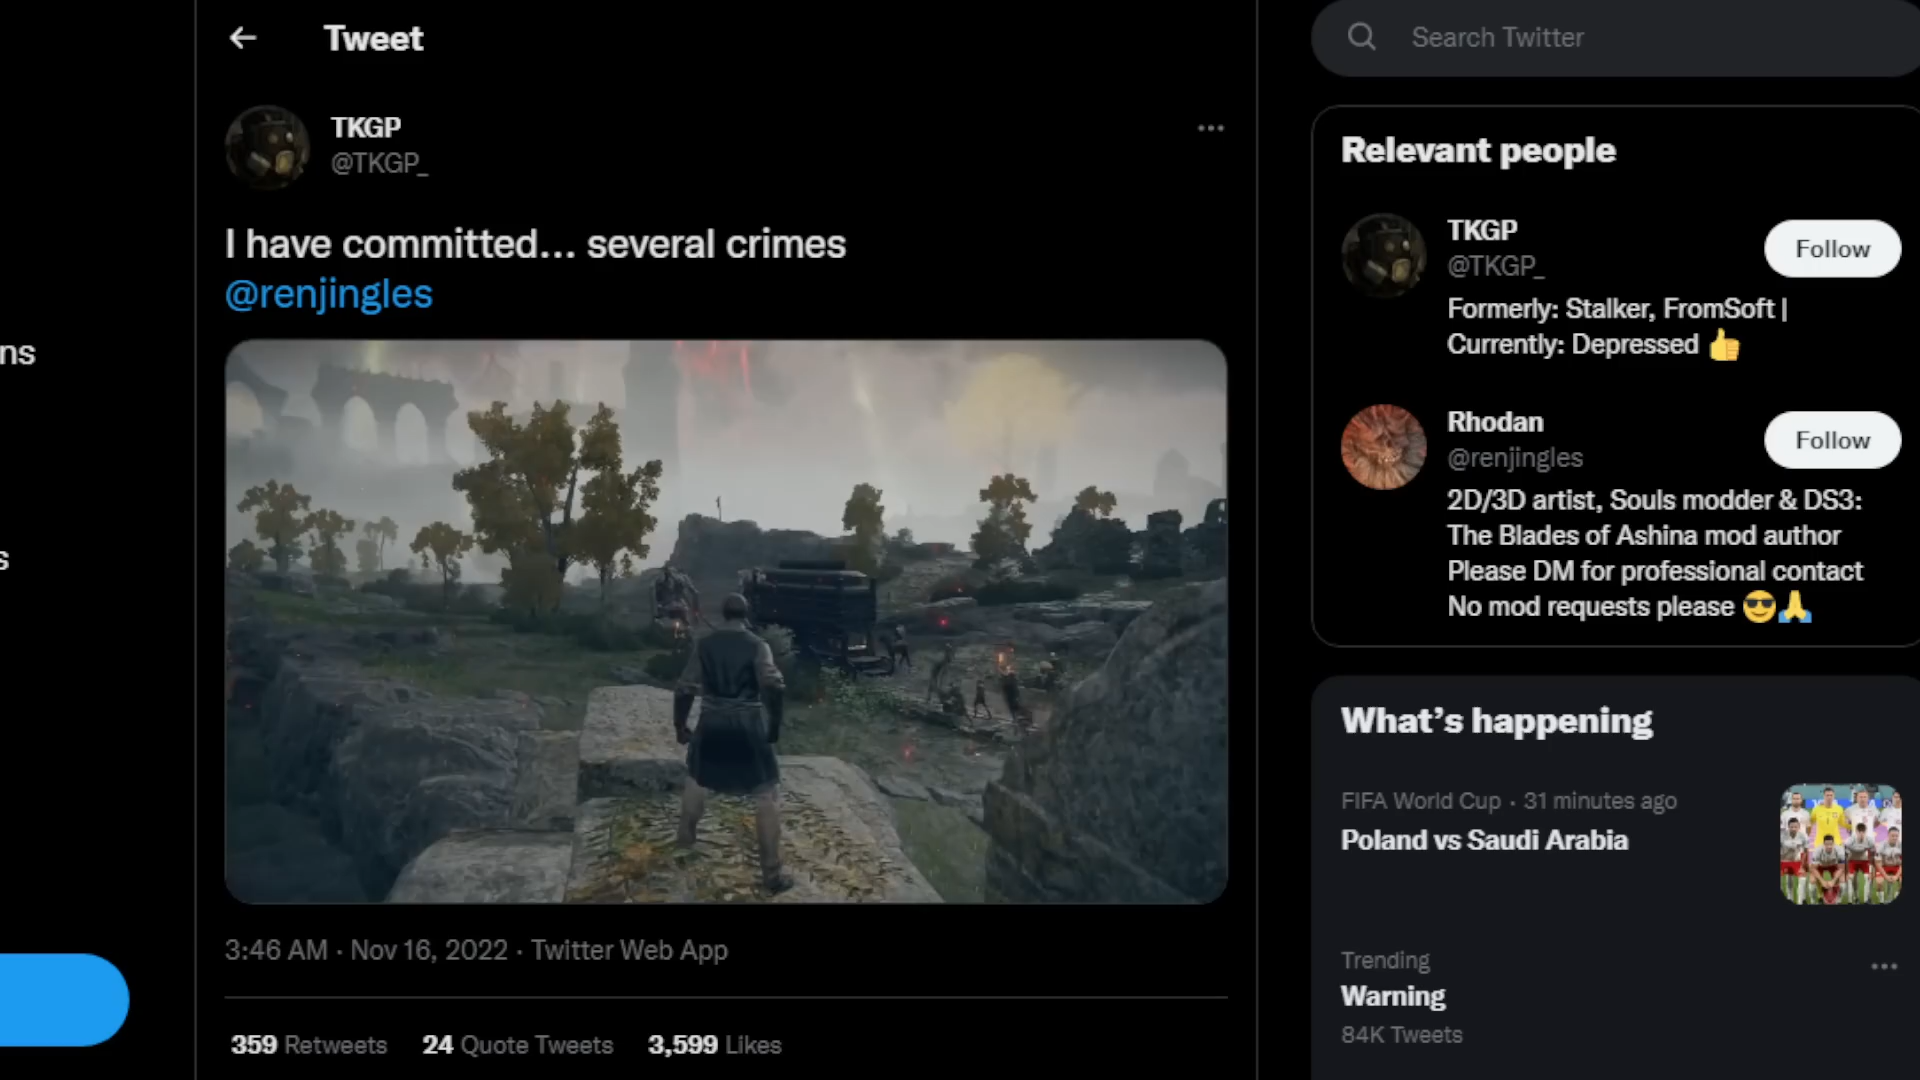 Tweet
TKGP
@TKGP_
I have committed... several crimes
@renjingles
3:46 AM · Nov 16, 2022 · Twitter Web App
359 Retweets 24 Quote Tweets 3,599 Likes
ns
s
Search Twitter
Relevant people
TKGP
@TKGP_
Follow
Formerly: Stalker, FromSoft |
Currently: Depressed 👍
Rhodan
@renjingles
Follow
2D/3D artist, Souls modder & DS3:
The Blades of Ashina mod author
Please DM for professional contact
No mod requests please 😎🙏
What's happening
FIFA World Cup · 31 minutes ago
Poland vs Saudi Arabia
Trending
Warning
84K Tweets